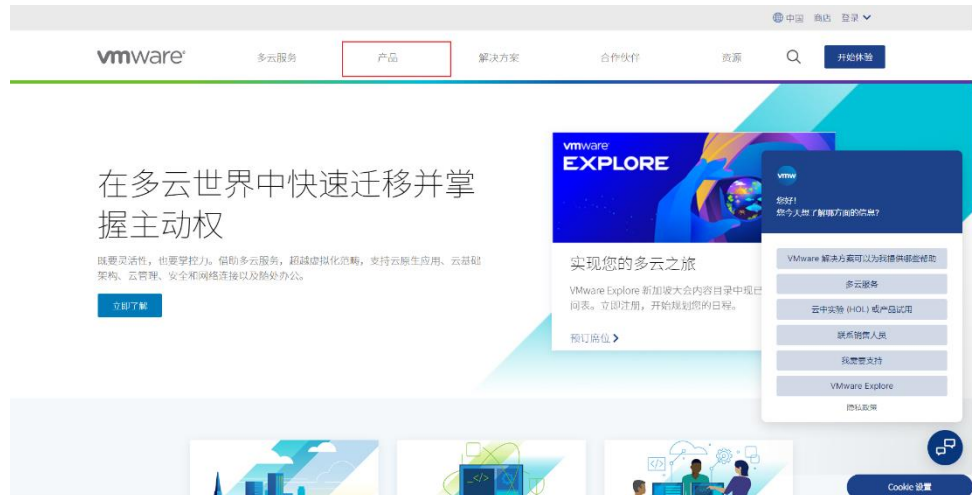 中国 商店 登录
vmware
多云服务 产品 解决方案 合作伙伴 资源 开始体验
在多云世界中快速迁移并掌
握主动权
既要灵活性，也要掌控力。借助多云服务，超越虚拟化范畴，支持云原生应用、云基础
架构、云管理、安全和网络连接以及随处办公。
立即了解
vmware
EXPLORE
实现您的多云之旅
VMware Explore 新加坡大会内容目录中现已
间表。立即注册，开始规划您的日程。
预订席位
vmw
您好!
您今天想了解哪方面的信息?
VMware 解决方案可以为我提供哪些帮助
多云服务
云中实验 (HOL) 或产品试用
联系销售人员
我需要支持
VMware Explore
隐私政策
Cookie 设置